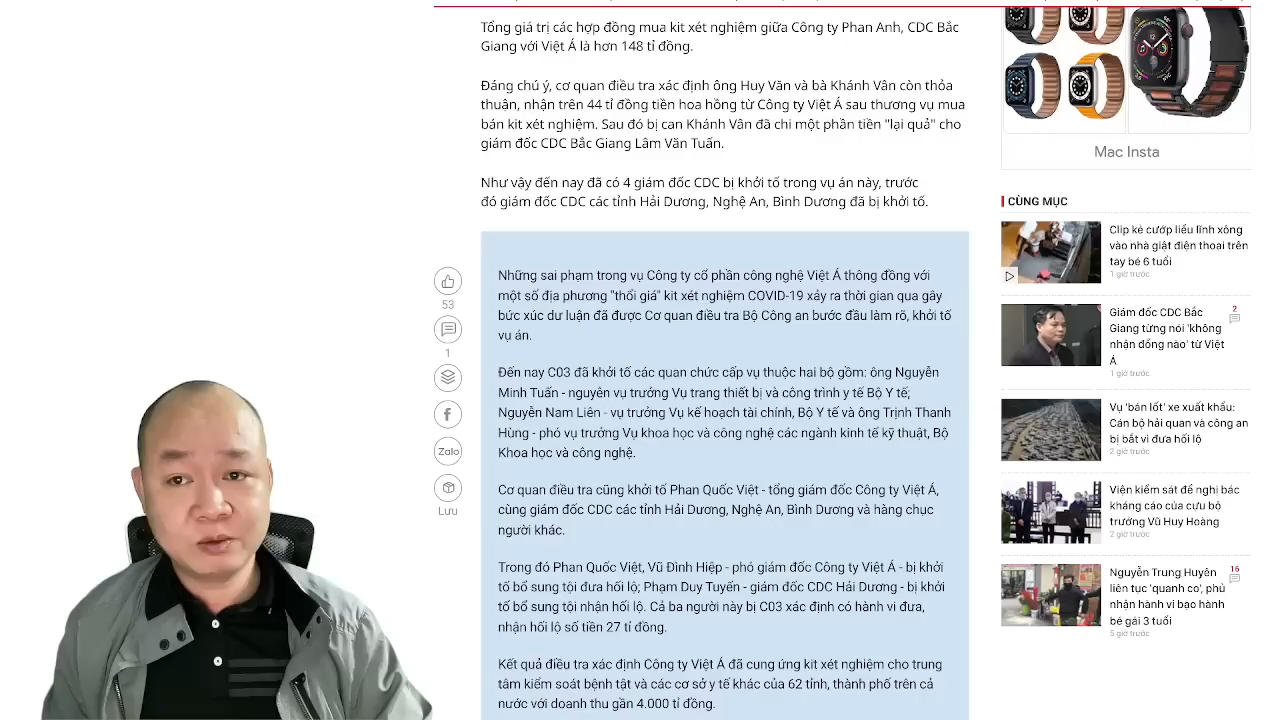 Tổng giá trị các hợp đồng mua kit xét nghiệm giữa Công ty Phan Anh, CDC Bắc
Giang với Việt Á là hơn 148 tỉ đồng.
Đáng chú ý, cơ quan điều tra xác định ông Huy Văn và bà Khánh Vân còn thỏa
thuận, nhận trên 44 tỉ đồng tiền hoa hồng từ Công ty Việt Á sau thương vụ mua
bán kit xét nghiệm. Sau đó bị can Khánh Vân đã chi một phần tiền "lại quả" cho
giám đốc CDC Bắc Giang Lâm Văn Tuấn.
Như vậy đến nay đã có 4 giám đốc CDC bị khởi tố trong vụ án này, trước
đó giám đốc CDC các tỉnh Hải Dương, Nghệ An, Bình Dương đã bị khởi tố.
Những sai phạm trong vụ Công ty cổ phần công nghệ Việt Á thông đồng với
một số địa phương "thổi giá" kit xét nghiệm COVID-19 xảy ra thời gian qua gây
bức xúc dư luận đã được Cơ quan điều tra Bộ Công an bước đầu làm rõ, khởi tố
vụ án.
Đến nay C03 đã khởi tố các quan chức cấp vụ thuộc hai bộ gồm: ông Nguyễn
Minh Tuấn - nguyên vụ trưởng Vụ trang thiết bị và công trình y tế Bộ Y tế;
Nguyễn Nam Liên - vụ trưởng Vụ kế hoạch tài chính, Bộ Y tế và ông Trịnh Thanh
Hùng - phó vụ trưởng Vụ khoa học và công nghệ các ngành kinh tế kỹ thuật, Bộ
Khoa học và công nghệ.
Cơ quan điều tra cũng khởi tố Phan Quốc Việt - tổng giám đốc Công ty Việt Á,
cùng giám đốc CDC các tỉnh Hải Dương, Nghệ An, Bình Dương và hàng chục
người khác.
Trong đó Phan Quốc Việt, Vũ Đình Hiệp - phó giám đốc Công ty Việt Á - bị khởi
tố bổ sung tội đưa hối lộ; Phạm Duy Tuyến - giám đốc CDC Hải Dương - bị khởi
tố bổ sung tội nhận hối lộ. Cả ba người này bị C03 xác định có hành vi đưa,
nhận hối lộ số tiền 27 tỉ đồng.
Kết quả điều tra xác định Công ty Việt Á đã cung ứng kit xét nghiệm cho trung
tâm kiểm soát bệnh tật và các cơ sở y tế khác của 62 tỉnh, thành phố trên cả
nước với doanh thu gần 4.000 tỉ đồng.
53
1
Zalo
Lưu
Mac Insta
CÙNG MỤC
Clip kẻ cướp liều lĩnh xông
vào nhà giật điện thoại trên
tay bé 6 tuổi
1 giờ trước
Giám đốc CDC Bắc
Giang từng nói 'không
nhận đồng nào' từ Việt
Á
2
1 giờ trước
Vụ 'bán lốt' xe xuất khẩu:
Cán bộ hải quan và công an
bị bắt vì đưa hối lộ
2 giờ trước
Viện kiểm sát đề nghị bác
kháng cáo của cựu bộ
trưởng Vũ Huy Hoàng
2 giờ trước
Nguyễn Trung Huyên
liên tục 'quanh co', phủ
nhận hành vi bạo hành
bé gái 3 tuổi
16
5 giờ trước